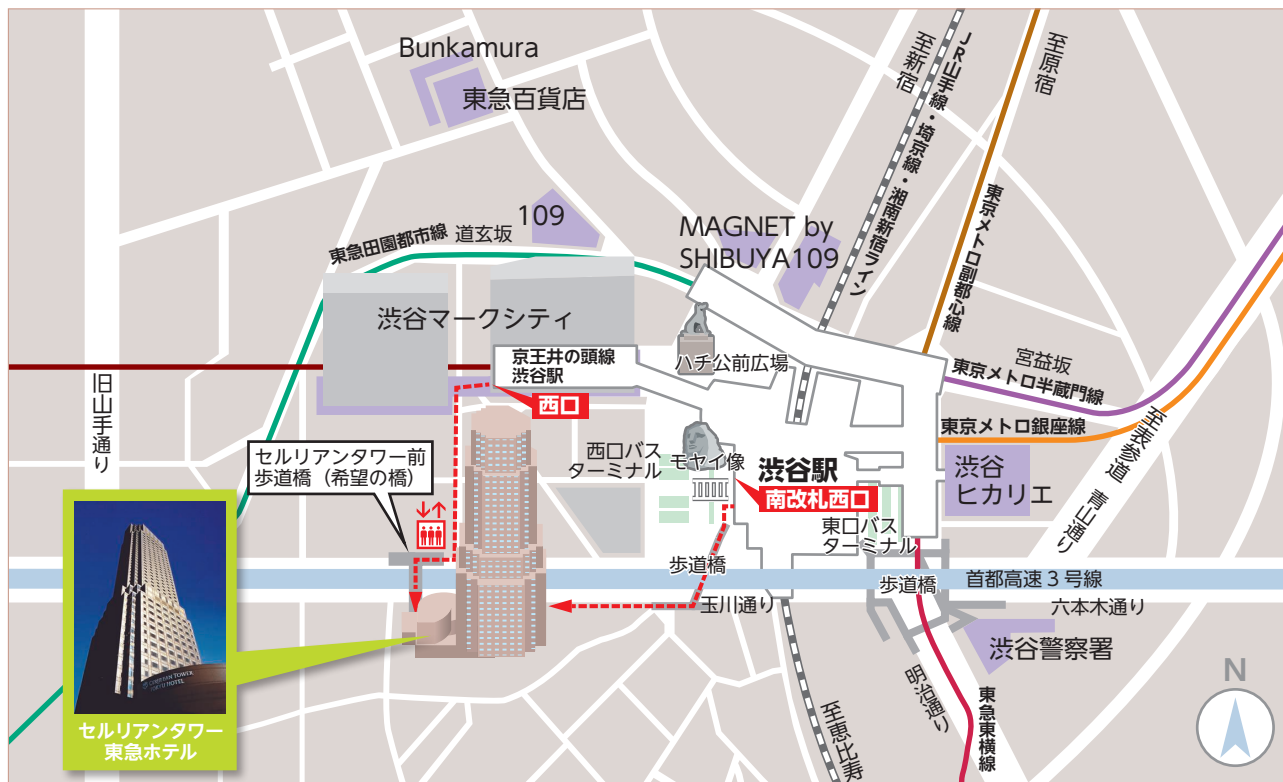 Bunkamura
東急百貨店
至新宿
JR山手線・埼京線・湘南新宿ライン
至原宿
東京メトロ副都心線
109
道玄坂
東急田園都市線
MAGNET by
SHIBUYA109
渋谷マークシティ
京王井の頭線
渋谷駅
西口
ハチ公前広場
宮益坂
東京メトロ半蔵門線
東京メトロ銀座線
至表参道
青山通り
旧山手通り
セルリアンタワー前
歩道橋（希望の橋）
西口バス
ターミナル
モヤイ像
渋谷駅
南改札西口
渋谷
ヒカリエ
東口バス
ターミナル
歩道橋
歩道橋
首都高速3号線
玉川通り
六本木通り
渋谷警察署
明治通り
東急東横線
至恵比寿
N
CERULEAN TOWER
TOKYU HOTEL
セルリアンタワー
東急ホテル